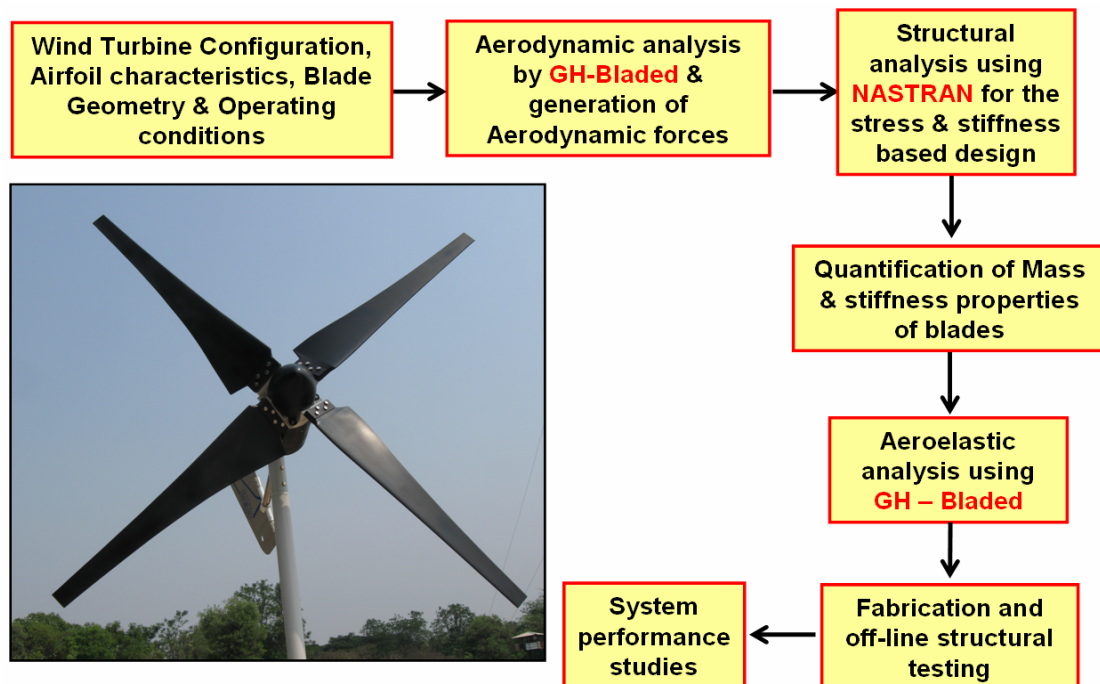 Wind Turbine Configuration,
Airfoil characteristics, Blade
Geometry & Operating
conditions
Aerodynamic analysis
by GH-Bladed &
generation of
Aerodynamic forces
Structural
analysis using
NASTRAN for the
stress & stiffness
based design
Quantification of Mass
& stiffness properties
of blades
Aeroelastic
analysis using
GH – Bladed
Fabrication and
off-line structural
testing
System
performance
studies